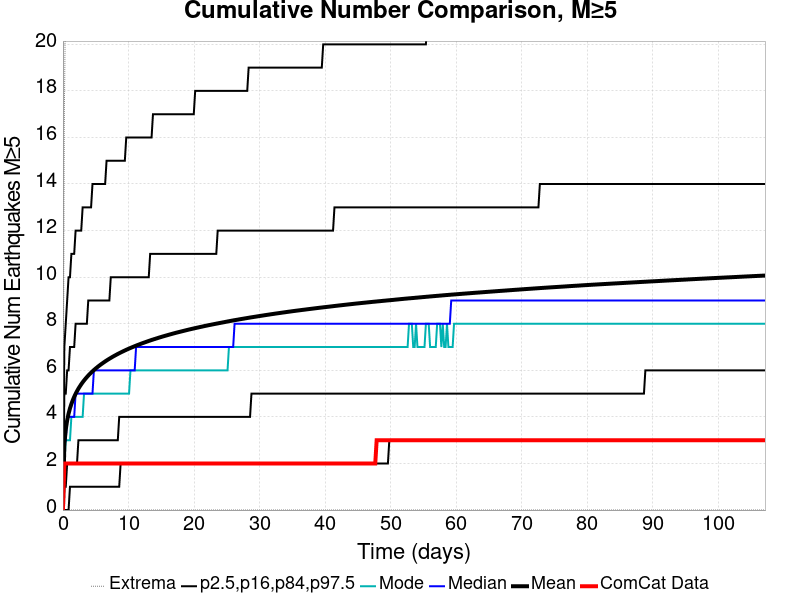 Cumulative Number Comparison, M≥5
Cumulative Num Earthquakes M≥5
20
18
16
14
12
10
8
6
4
2
0
0 10 20 30 40 50 60 70 80 90 100
Time (days)
Extrema p2.5,p16,p84,p97.5 Mode Median Mean ComCat Data